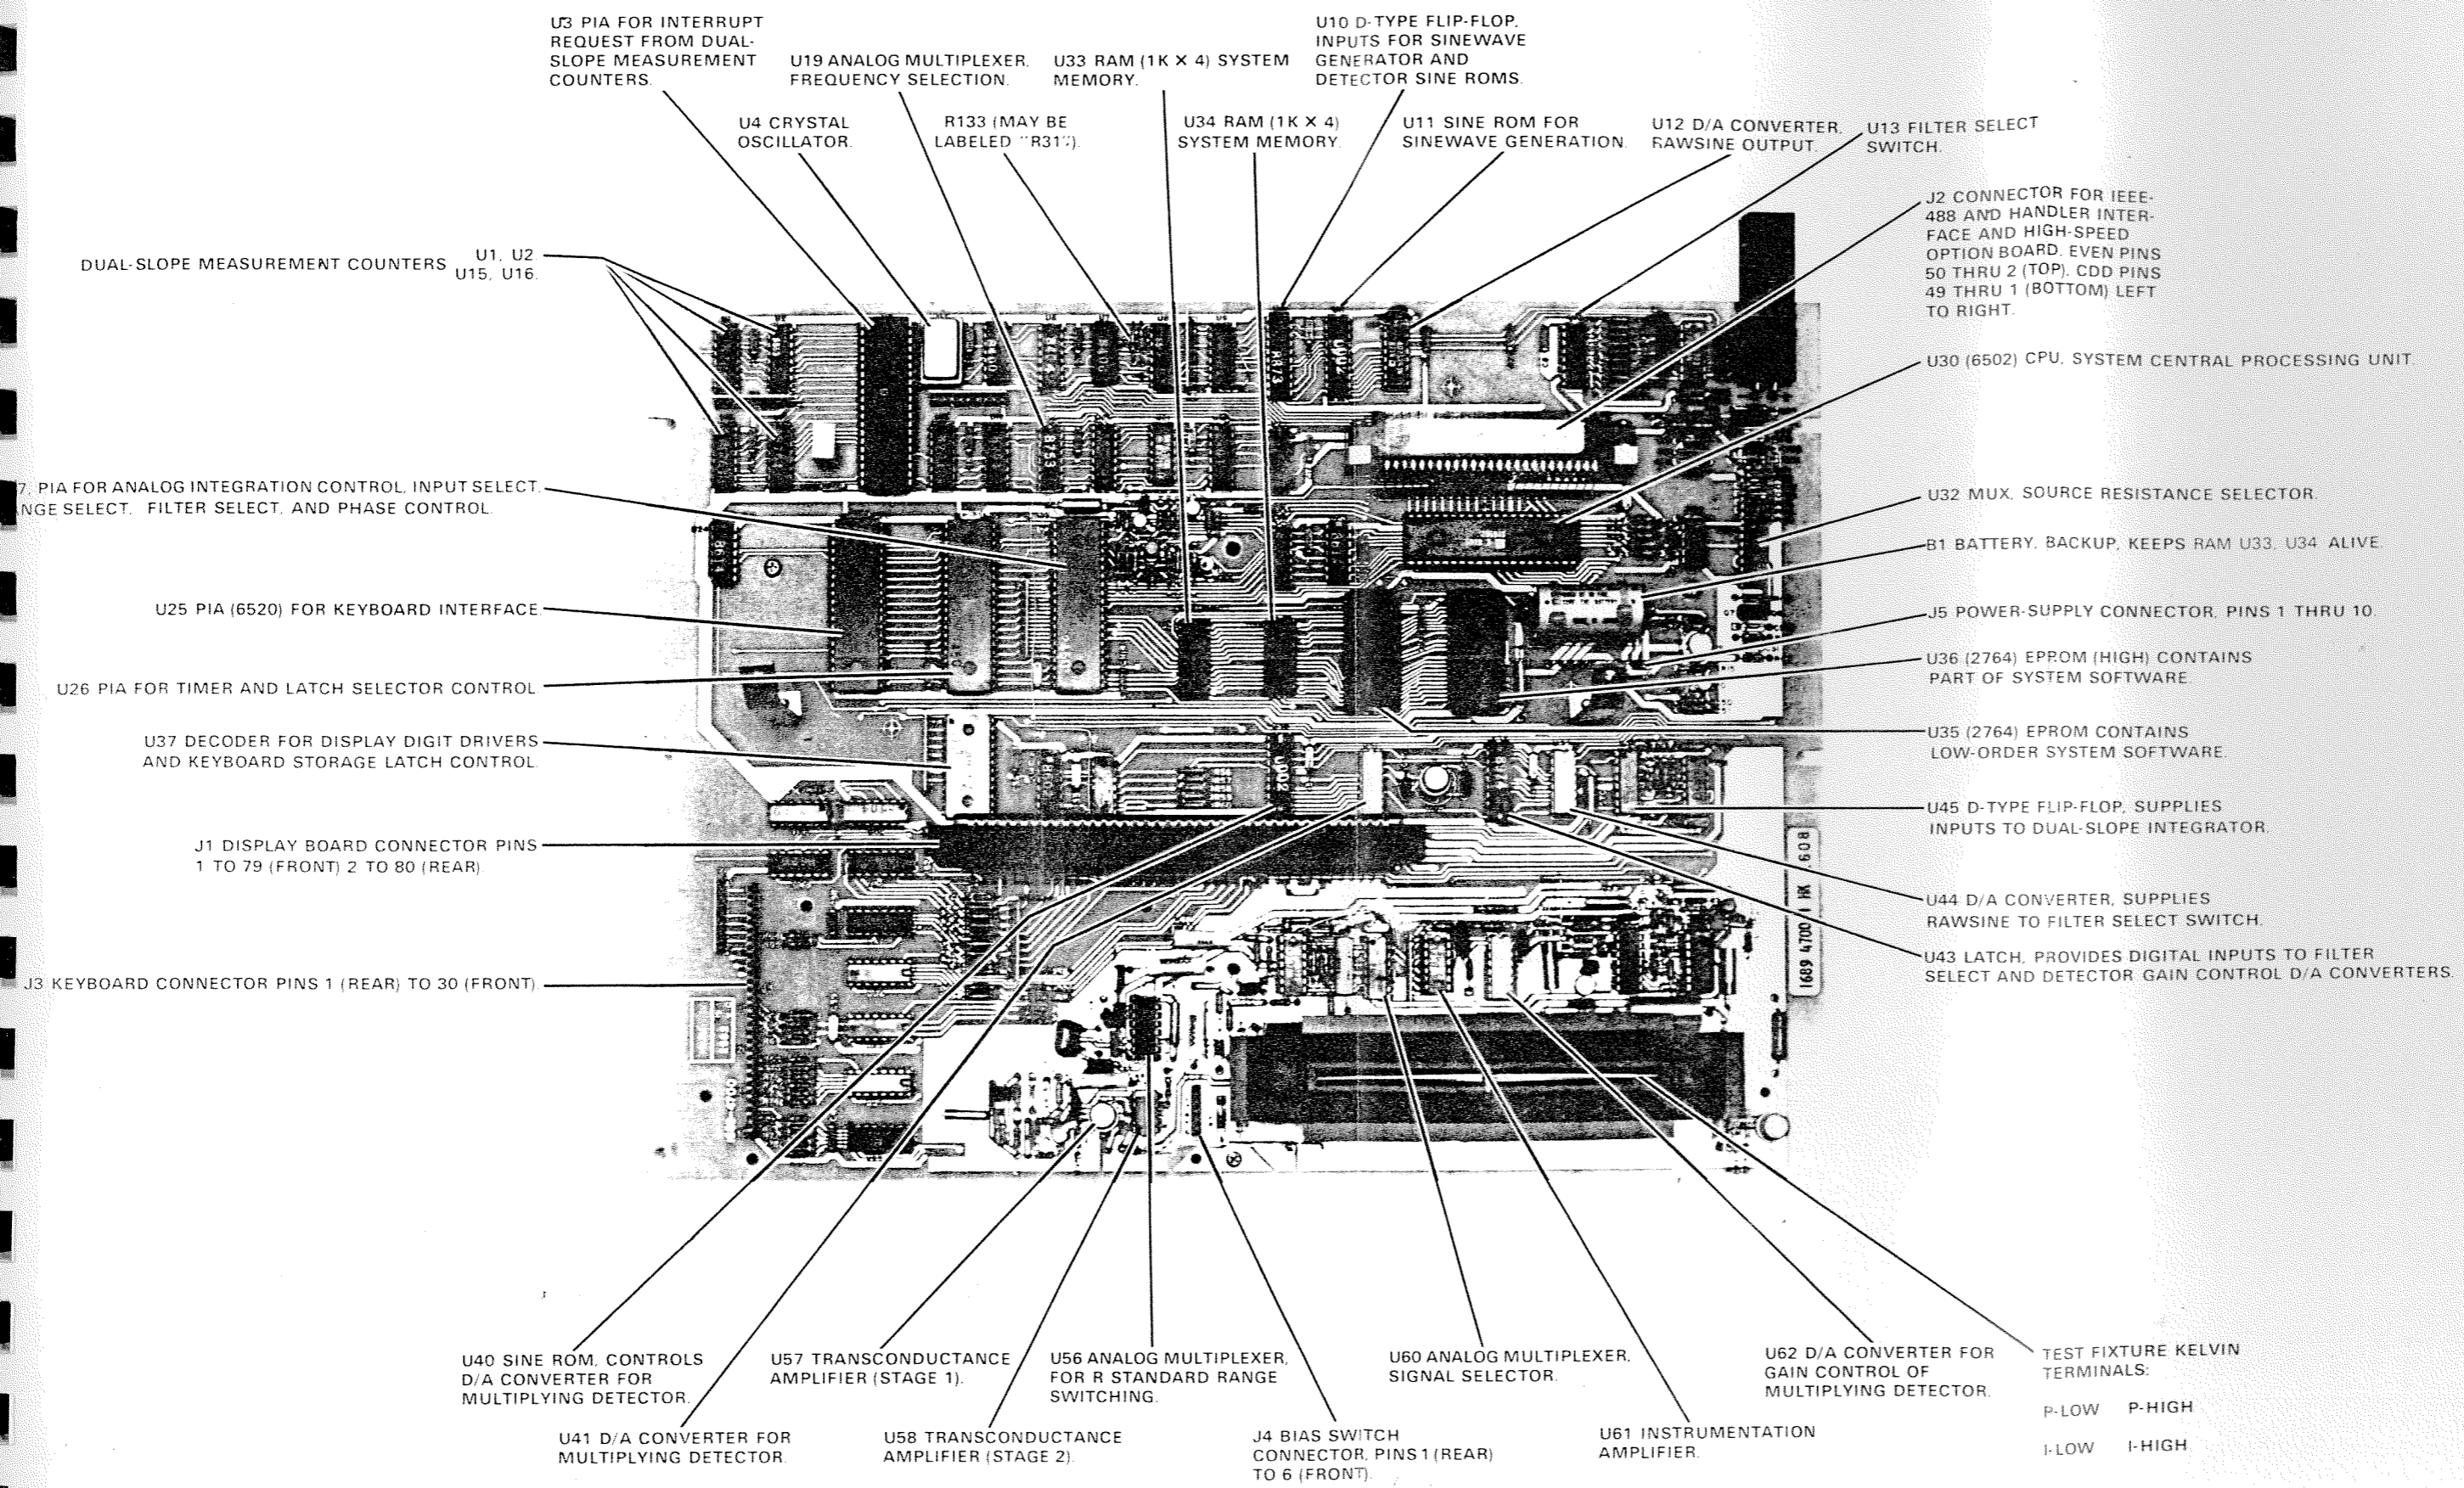 U3 PIA FOR INTERRUPT
REQUEST FROM DUAL-
SLOPE MEASUREMENT
COUNTERS.
U19 ANALOG MULTIPLEXER,
FREQUENCY SELECTION.
U33 RAM (1K X 4) SYSTEM
MEMORY.
U10 D-TYPE FLIP-FLOP,
INPUTS FOR SINEWAVE
GENERATOR AND
DETECTOR SINE ROMS.
U4 CRYSTAL
OSCILLATOR.
R133 (MAY BE
LABELED "R31").
U34 RAM (1K X 4)
SYSTEM MEMORY.
U11 SINE ROM FOR
SINEWAVE GENERATION.
U12 D/A CONVERTER,
RAWSINE OUTPUT.
U13 FILTER SELECT
SWITCH.
J2 CONNECTOR FOR IEEE-
488 AND HANDLER INTER-
FACE AND HIGH-SPEED
OPTION BOARD. EVEN PINS
50 THRU 2 (TOP), CDD PINS
49 THRU 1 (BOTTOM) LEFT
TO RIGHT.
DUAL-SLOPE MEASUREMENT COUNTERS U1, U2,
U15, U16.
U30 (6502) CPU, SYSTEM CENTRAL PROCESSING UNIT.
7, PIA FOR ANALOG INTEGRATION CONTROL, INPUT SELECT,
NGE SELECT, FILTER SELECT, AND PHASE CONTROL.
U32 MUX, SOURCE RESISTANCE SELECTOR.
B1 BATTERY, BACKUP, KEEPS RAM U33, U34 ALIVE.
U25 PIA (6520) FOR KEYBOARD INTERFACE.
J5 POWER-SUPPLY CONNECTOR, PINS 1 THRU 10.
U36 (2764) EPROM (HIGH) CONTAINS
PART OF SYSTEM SOFTWARE.
U26 PIA FOR TIMER AND LATCH SELECTOR CONTROL.
U35 (2764) EPROM CONTAINS
LOW-ORDER SYSTEM SOFTWARE.
U37 DECODER FOR DISPLAY DIGIT DRIVERS
AND KEYBOARD STORAGE LATCH CONTROL.
U45 D-TYPE FLIP-FLOP, SUPPLIES
INPUTS TO DUAL-SLOPE INTEGRATOR.
J1 DISPLAY BOARD CONNECTOR PINS
1 TO 79 (FRONT) 2 TO 80 (REAR)
U44 D/A CONVERTER, SUPPLIES
RAWSINE TO FILTER SELECT SWITCH.
U43 LATCH, PROVIDES DIGITAL INPUTS TO FILTER
SELECT AND DETECTOR GAIN CONTROL D/A CONVERTERS.
J3 KEYBOARD CONNECTOR PINS 1 (REAR) TO 30 (FRONT).
1689 4700
U40 SINE ROM, CONTROLS
D/A CONVERTER FOR
MULTIPLYING DETECTOR.
U57 TRANSCONDUCTANCE
AMPLIFIER (STAGE 1).
U56 ANALOG MULTIPLEXER,
FOR R STANDARD RANGE
SWITCHING.
U60 ANALOG MULTIPLEXER,
SIGNAL SELECTOR.
U62 D/A CONVERTER FOR
GAIN CONTROL OF
MULTIPLYING DETECTOR.
TEST FIXTURE KELVIN
TERMINALS:
P-LOW P-HIGH
I-LOW I-HIGH
U41 D/A CONVERTER FOR
MULTIPLYING DETECTOR.
U58 TRANSCONDUCTANCE
AMPLIFIER (STAGE 2).
J4 BIAS SWITCH
CONNECTOR, PINS 1 (REAR)
TO 6 (FRONT).
U61 INSTRUMENTATION
AMPLIFIER.